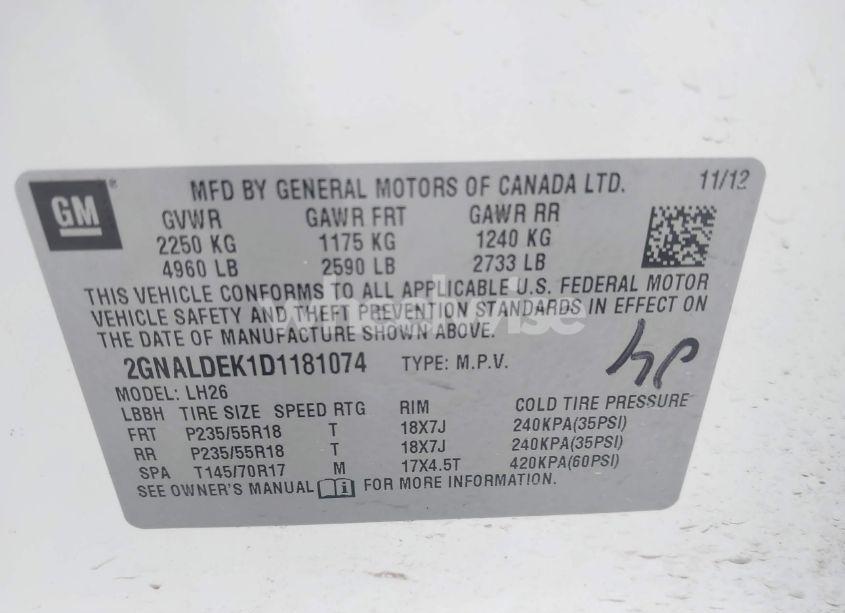 GM
MFD BY GENERAL MOTORS OF CANADA LTD. 11/12
GVWR GAWR FRT GAWR RR
2250 KG 1175 KG 1240 KG
4960 LB 2590 LB 2733 LB
THIS VEHICLE CONFORMS TO ALL APPLICABLE U.S. FEDERAL MOTOR
VEHICLE SAFETY AND THEFT PREVENTION STANDARDS IN EFFECT ON
THE DATE OF MANUFACTURE SHOWN ABOVE.
2GNALDEK1D1181074 TYPE: M.P.V.
MODEL: LH26
LBBH TIRE SIZE SPEED RTG RIM COLD TIRE PRESSURE
FRT P235/55R18 T 18X7J 240KPA(35PSI)
RR P235/55R18 T 18X7J 240KPA(35PSI)
SPA T145/70R17 M 17X4.5T 420KPA(60PSI)
SEE OWNER'S MANUAL i FOR MORE INFORMATION.